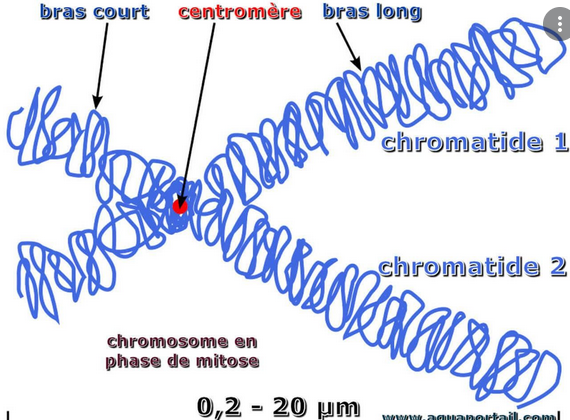 bras court
centromère
bras long
chromatide 1
chromatide 2
chromosome en
phase de mitose
0,2 - 20 µm
www.aquaportail.com